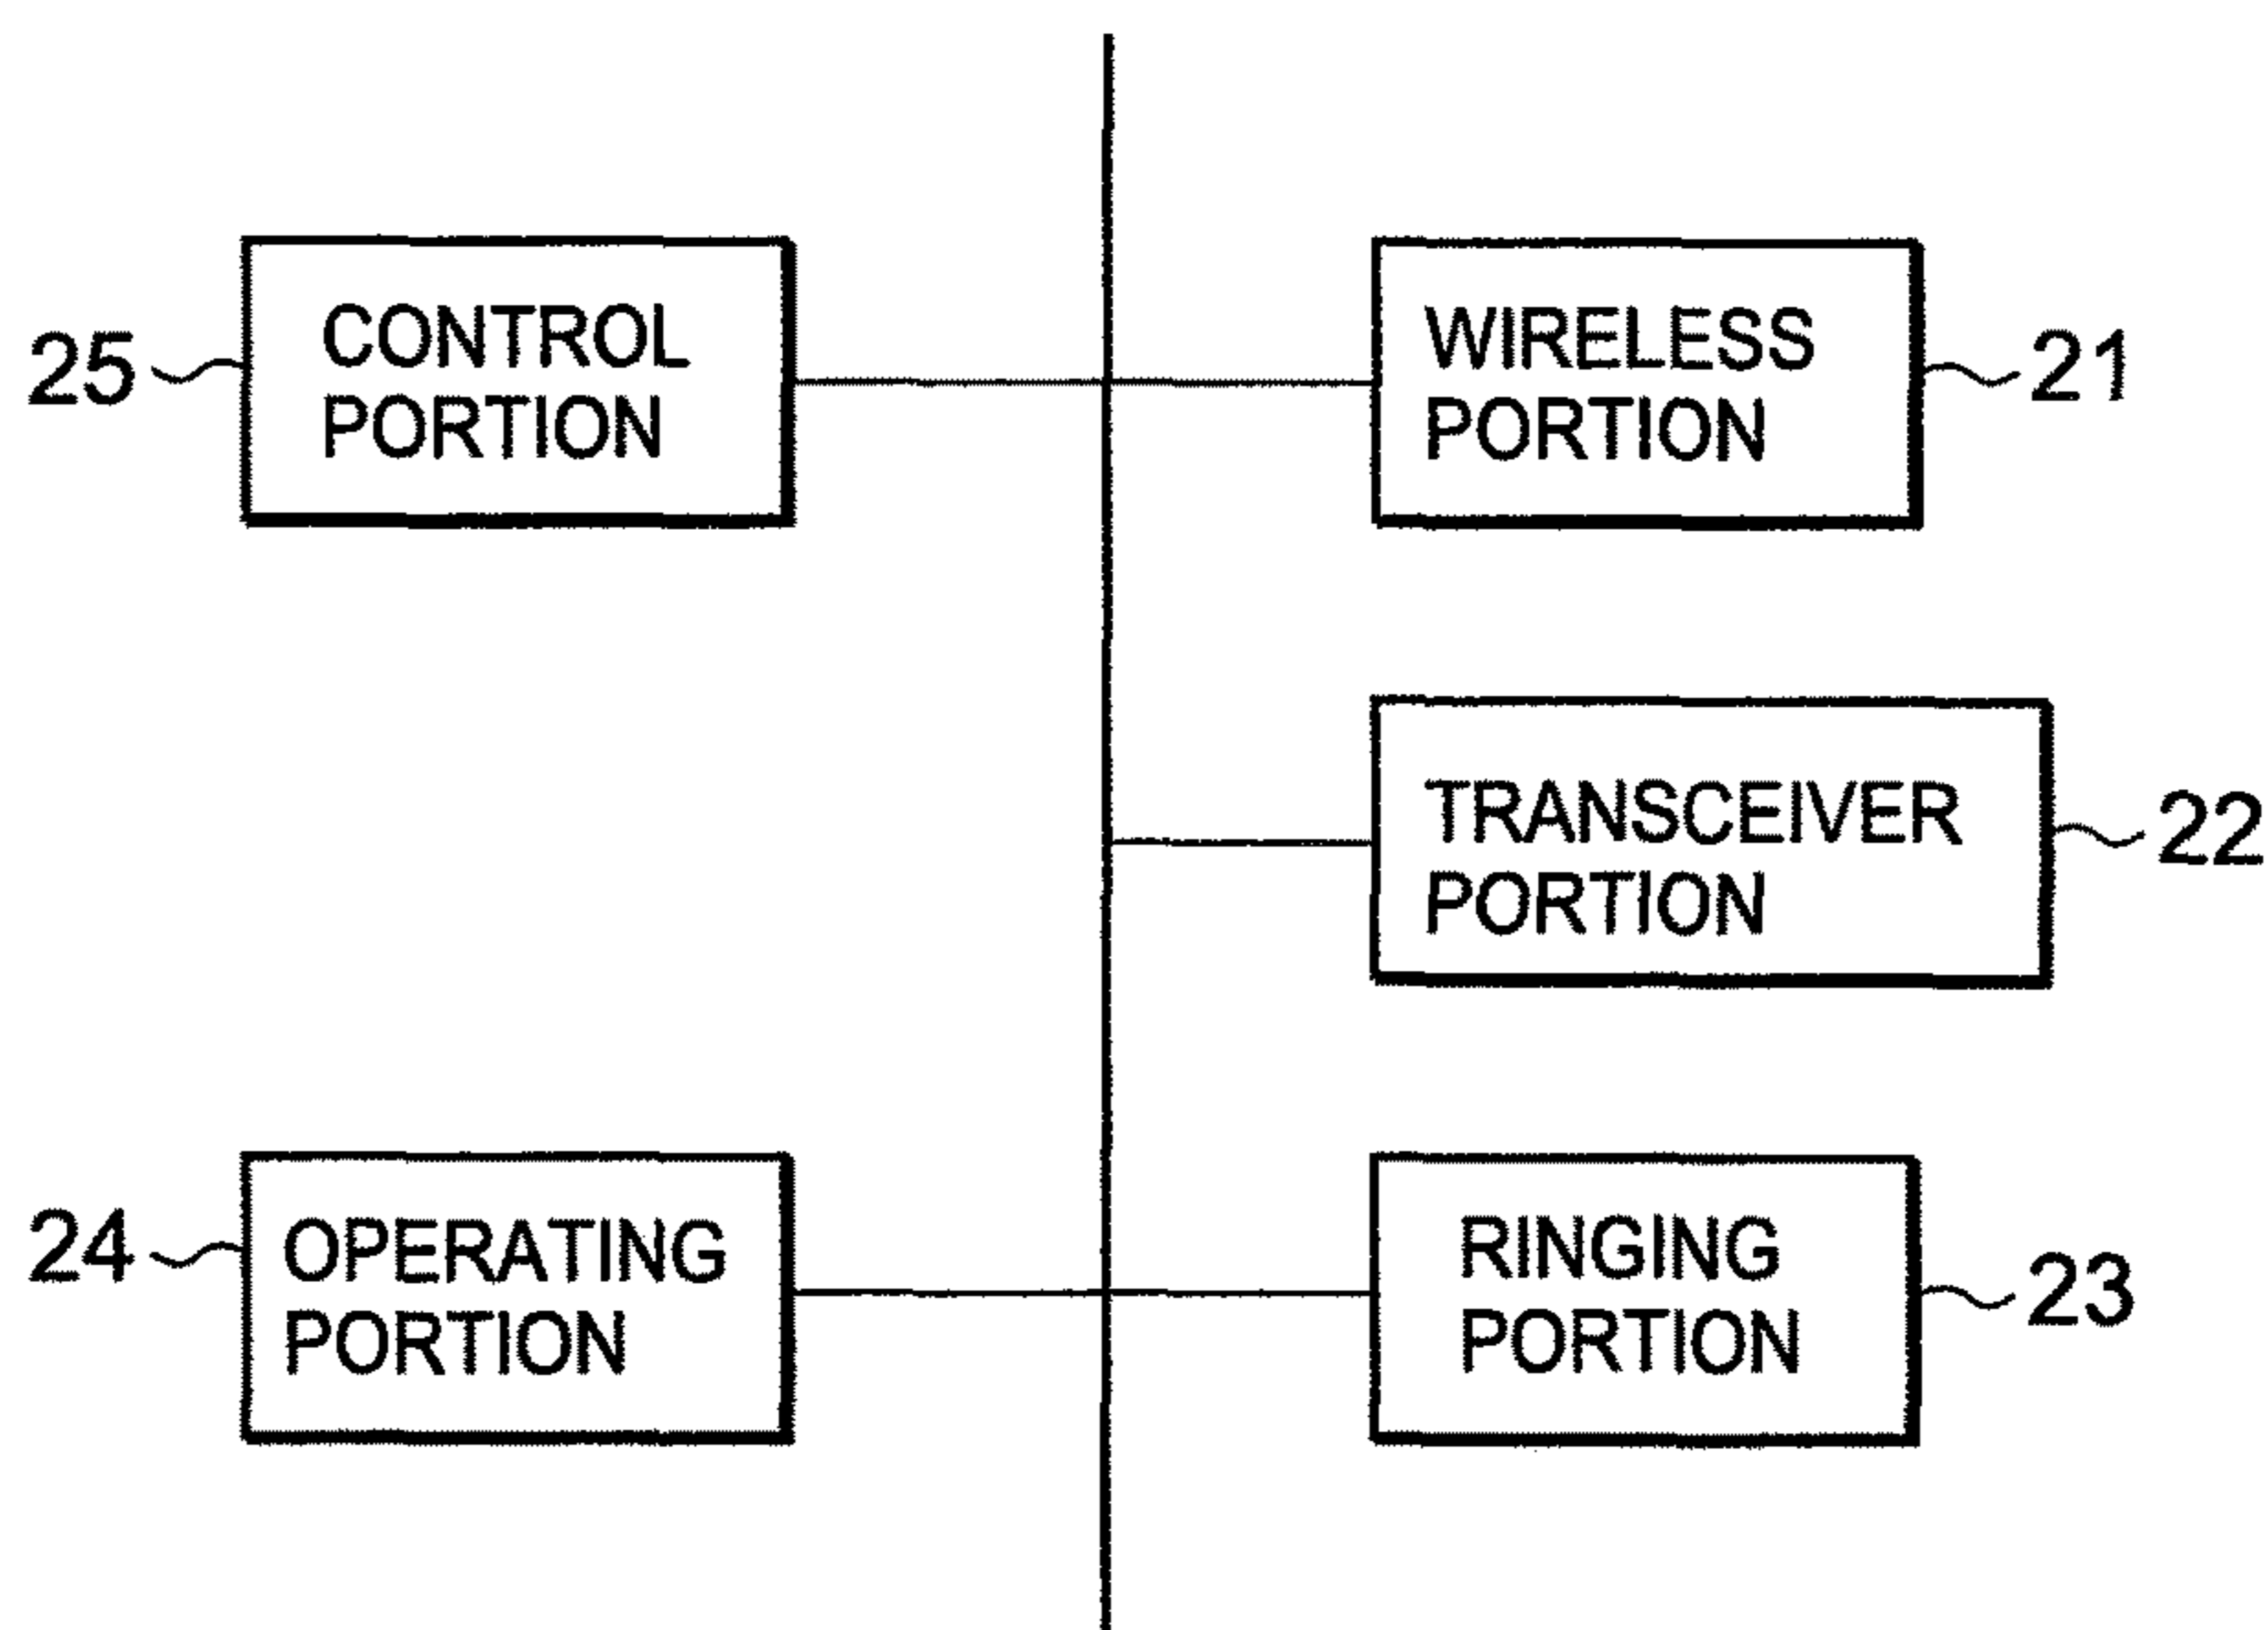 25
CONTROL
PORTION
WIRELESS
PORTION
21
TRANSCEIVER
PORTION
22
24
OPERATING
PORTION
RINGING
PORTION
23